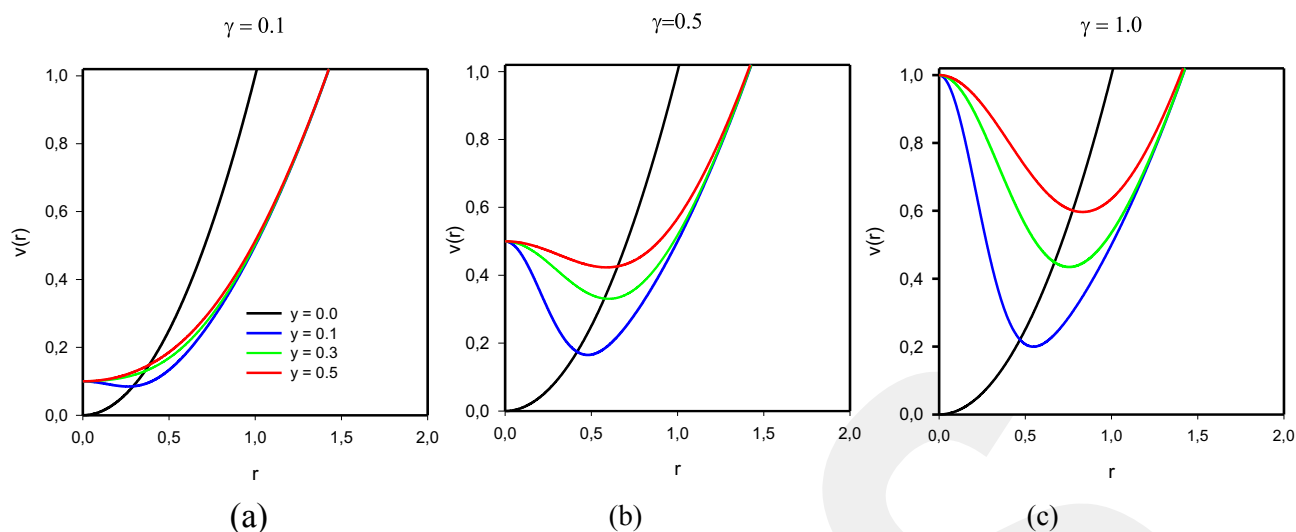 γ = 0.1
γ=0.5
γ = 1.0
1,0
0,8
0,6
0,4
0,2
0,0
v(r)
y = 0.0
y = 0.1
y = 0.3
y = 0.5
0,0 0,5 1,0 1,5 2,0
r
(a)
1,0
0,8
0,6
0,4
0,2
0,0
v(r)
0,0 0,5 1,0 1,5 2,0
r
(b)
1,0
0,8
0,6
0,4
0,2
0,0
v(r)
0,0 0,5 1,0 1,5 2,0
r
(c)